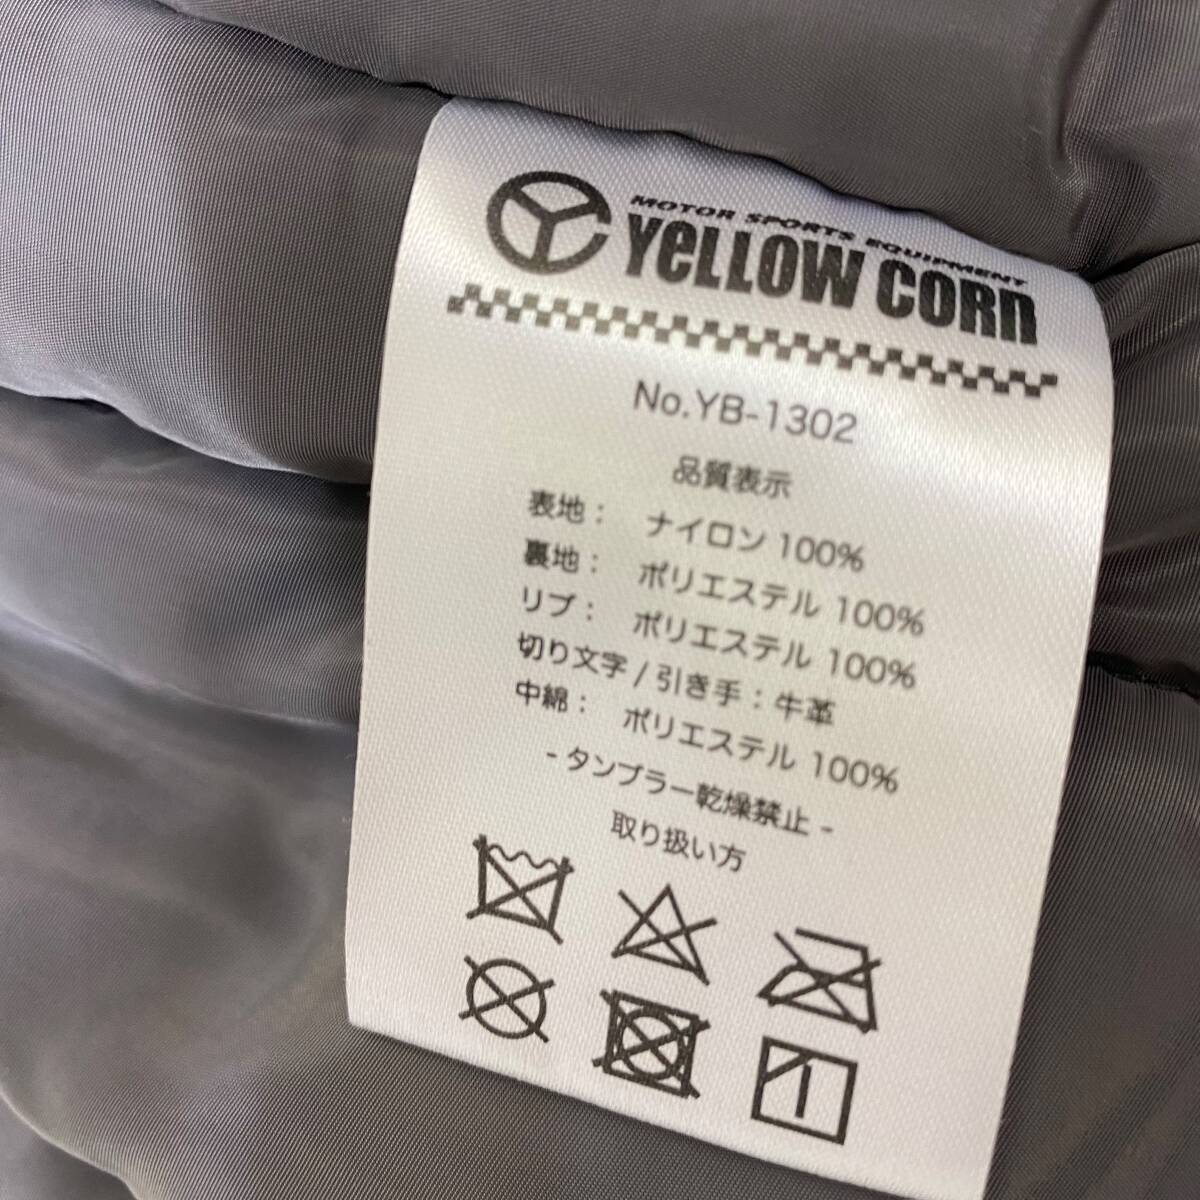 MOTOR SPORTS EQUIPMENT
YeLLOW CORn
No.YB-1302
品質表示
表地： ナイロン 100%
裏地： ポリエステル 100%
リブ： ポリエステル 100%
切り文字 / 引き手：牛革
中綿： ポリエステル 100%
- タンブラー乾燥禁止 -
取り扱い方